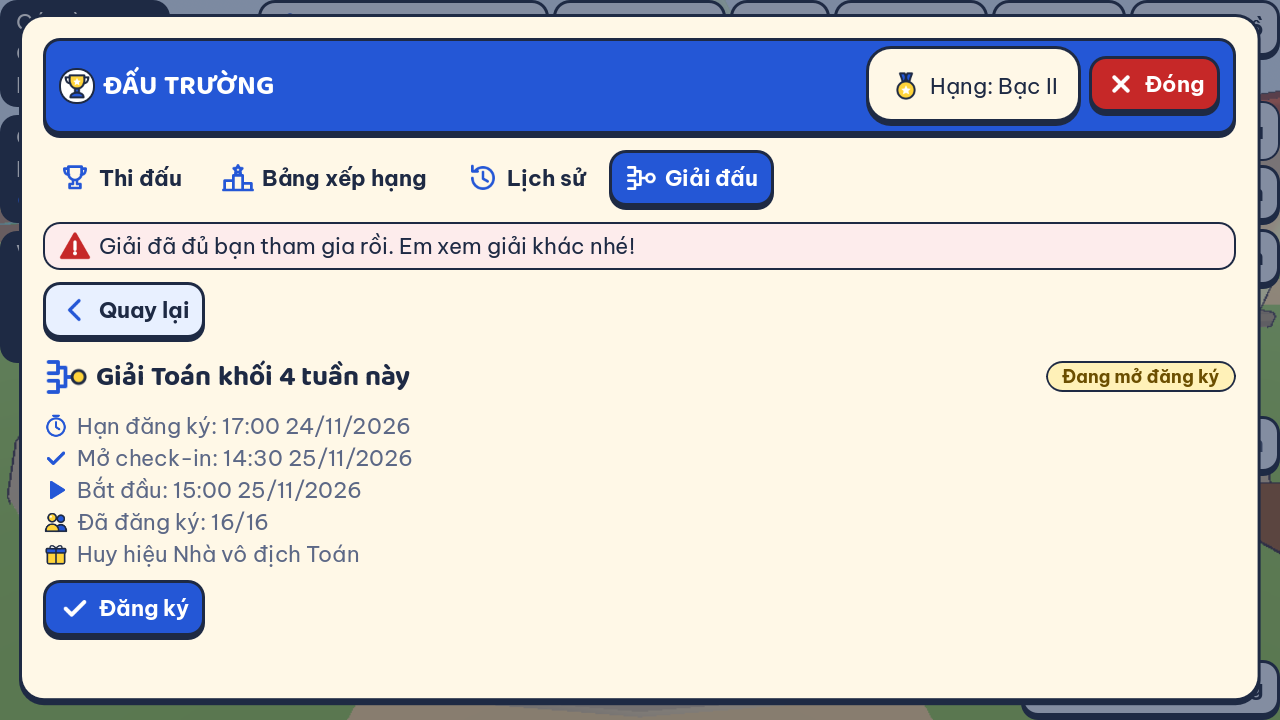 ĐẤU TRƯỜNG
Hạng: Bạc II
Đóng
Thi đấu
Bảng xếp hạng
Lịch sử
Giải đấu
Giải đã đủ bạn tham gia rồi. Em xem giải khác nhé!
Quay lại
Giải Toán khối 4 tuần này
Đang mở đăng ký
Hạn đăng ký: 17:00 24/11/2026
Mở check-in: 14:30 25/11/2026
Bắt đầu: 15:00 25/11/2026
Đã đăng ký: 16/16
Huy hiệu Nhà vô địch Toán
Đăng ký